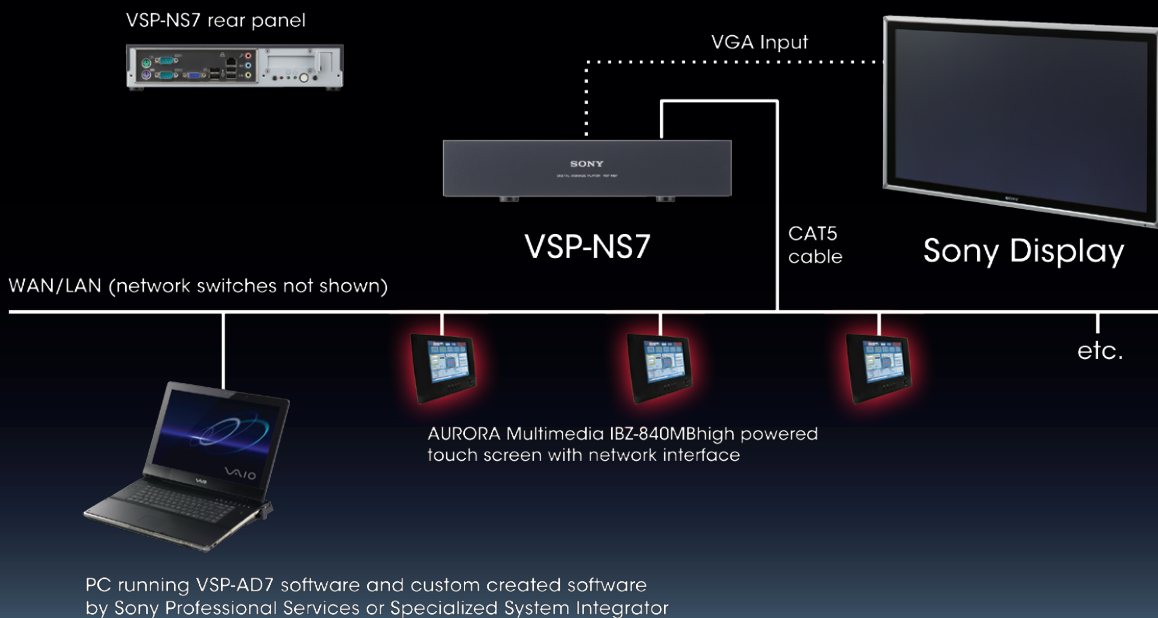 VSP-NS7 rear panel
VGA Input
SONY
VSP-NS7
CAT5
cable
SONY
Sony Display
WAN/LAN (network switches not shown)
etc.
AURORA Multimedia IBZ-840MBhigh powered
touch screen with network interface
VAIO
VAIO
PC running VSP-AD7 software and custom created software
by Sony Professional Services or Specialized System Integrator